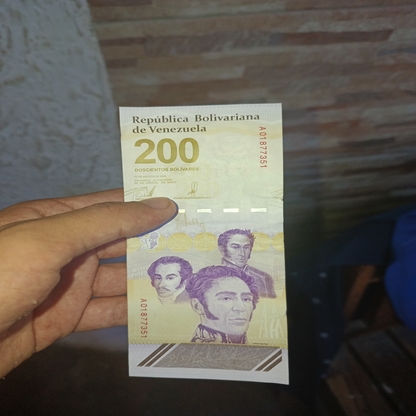 República Bolivariana
de Venezuela
200
DOSCIENTOS BOLÍVARES
A01877351
A01877351